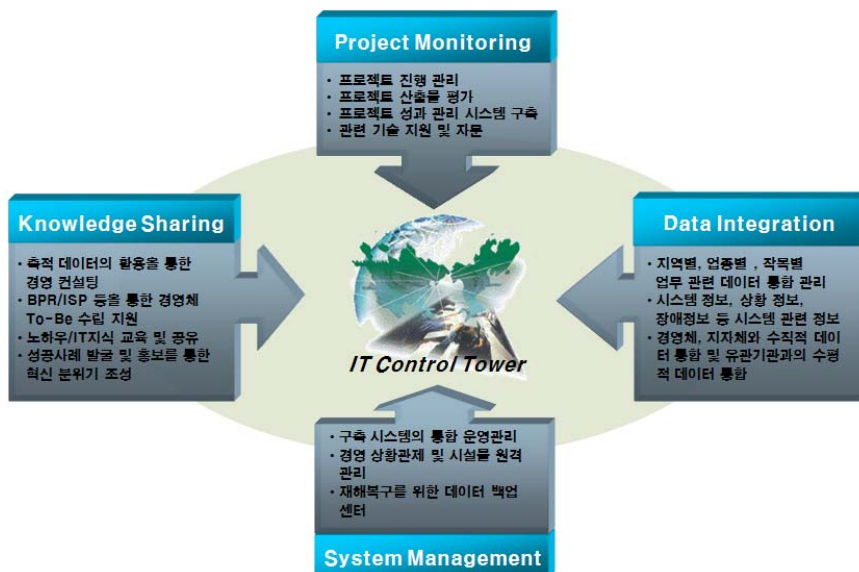 Project Monitoring
• 프로젝트 진행 관리
• 프로젝트 산출물 평가
• 프로젝트 성과 관리 시스템 구축
• 관련 기술 지원 및 자문
Knowledge Sharing
• 축적 데이터의 활용을 통한
경영 컨설팅
• BPR/ISP 등을 통한 경영체
To-Be 수립 지원
• 노하우/IT지식 교육 및 공유
• 성공사례 발굴 및 홍보를 통한
혁신 분위기 조성
Data Integration
• 지역별, 업종별 , 작목별
업무 관련 데이터 통합 관리
• 시스템 정보, 상황 정보,
장애정보 등 시스템 관련 정보
• 경영체, 지자체와 수직적 데이
터 통합 및 유관기관과의 수평
적 데이터 통합
IT Control Tower
• 구축 시스템의 통합 운영관리
• 경영 상황관제 및 시설물 원격
관리
• 재해복구를 위한 데이터 백업
센터
System Management